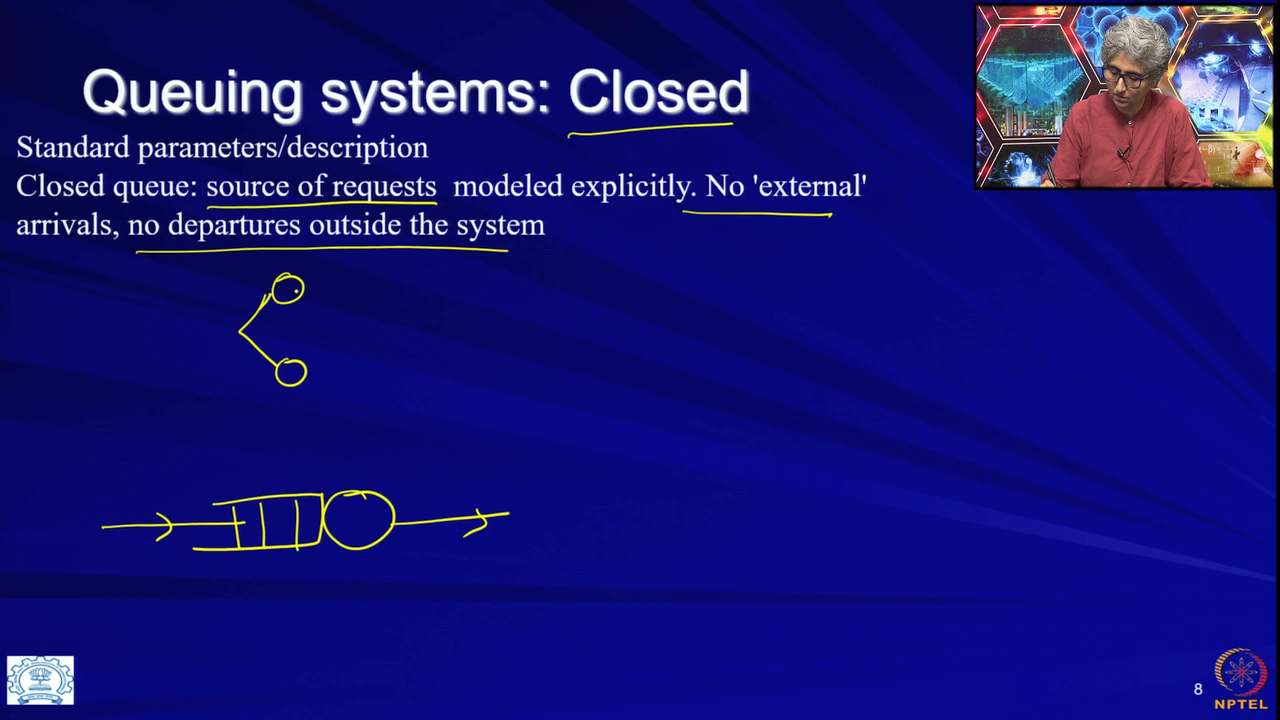 Queuing systems: Closed
Standard parameters/description
Closed queue: source of requests modeled explicitly. No 'external'
arrivals, no departures outside the system
8
NPTEL